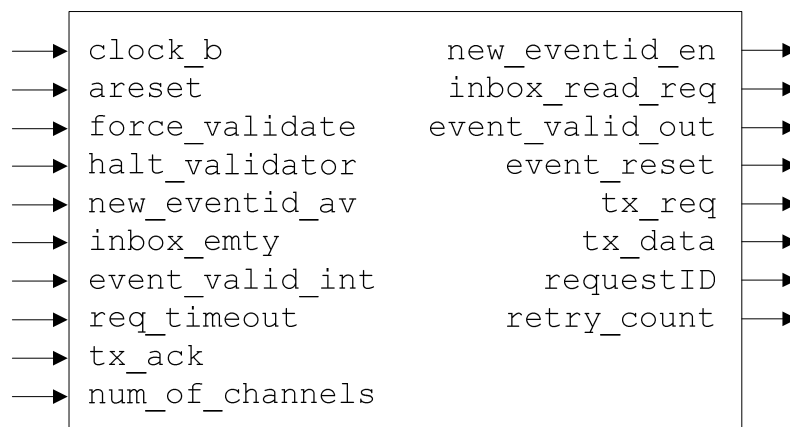 clock_b new_eventid_en
areset inbox_read_req
force_validate event_valid_out
halt_validator event_reset
new_eventid_av tx_req
inbox_emty tx_data
event_valid_int requestID
req_timeout retry_count
tx_ack
num_of_channels